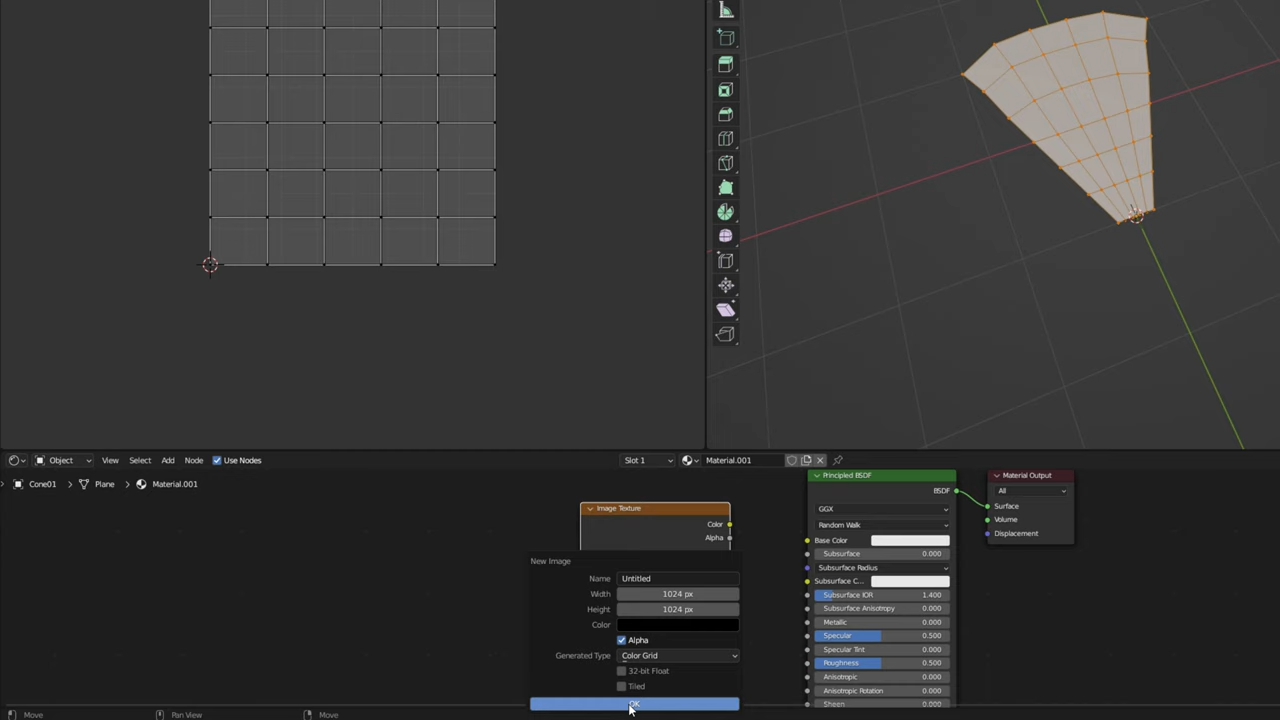 Object View Select Add Node Use Nodes Slot 1 Material.001
Cone01 Plane Material.001
Image Texture
Color
Alpha
New Image
Name Untitled
Width 1024 px
Height 1024 px
Color
Alpha
Generated Type Color Grid
32-bit Float
Tiled
OK
Principled BSDF
BSDF
GGX
Random Walk
Base Color
Subsurface 0.000
Subsurface Radius
Subsurface C...
Subsurface IOR 1.400
Subsurface Anisotropy 0.000
Metallic 0.000
Specular 0.500
Specular Tint 0.000
Roughness 0.500
Anisotropic 0.000
Anisotropic Rotation 0.000
Sheen 0.000
Material Output
All
Surface
Volume
Displacement
Move Pan View Move